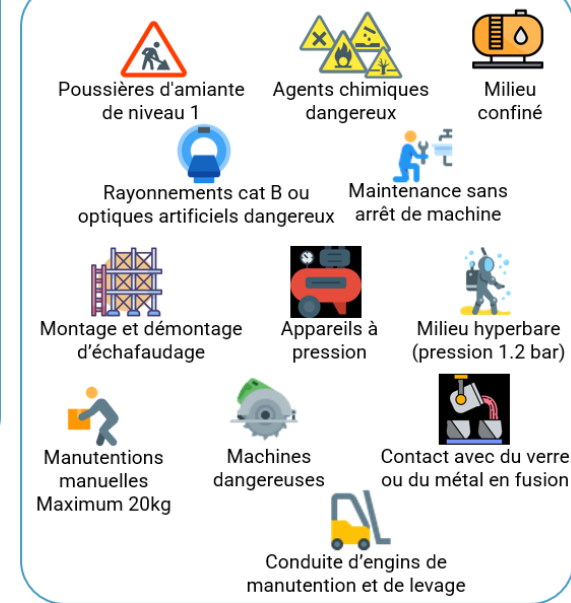 Poussières d'amiante
de niveau 1
Agents chimiques
dangereux
Milieu
confiné
Rayonnements cat B ou
optiques artificiels dangereux
Maintenance sans
arrêt de machine
Montage et démontage
d’échafaudage
Appareils à
pression
Milieu hyperbare
(pression 1.2 bar)
Manutentions
manuelles
Maximum 20kg
Machines
dangereuses
Contact avec du verre
ou du métal en fusion
Conduite d’engins de
manutention et de levage